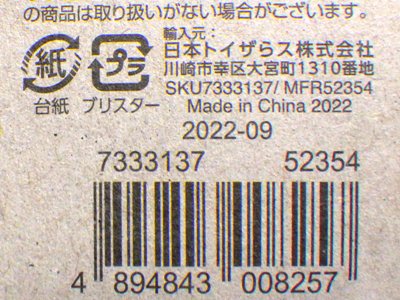 の商品は取り扱いがない場合がございます。
輸入元:
日本トイザらス株式会社
川崎市幸区大宮町1310番地
SKU7333137/ MFR52354
Made in China 2022
紙 プラ
台紙 ブリスター
2022-09
7333137 52354
4 894843 008257